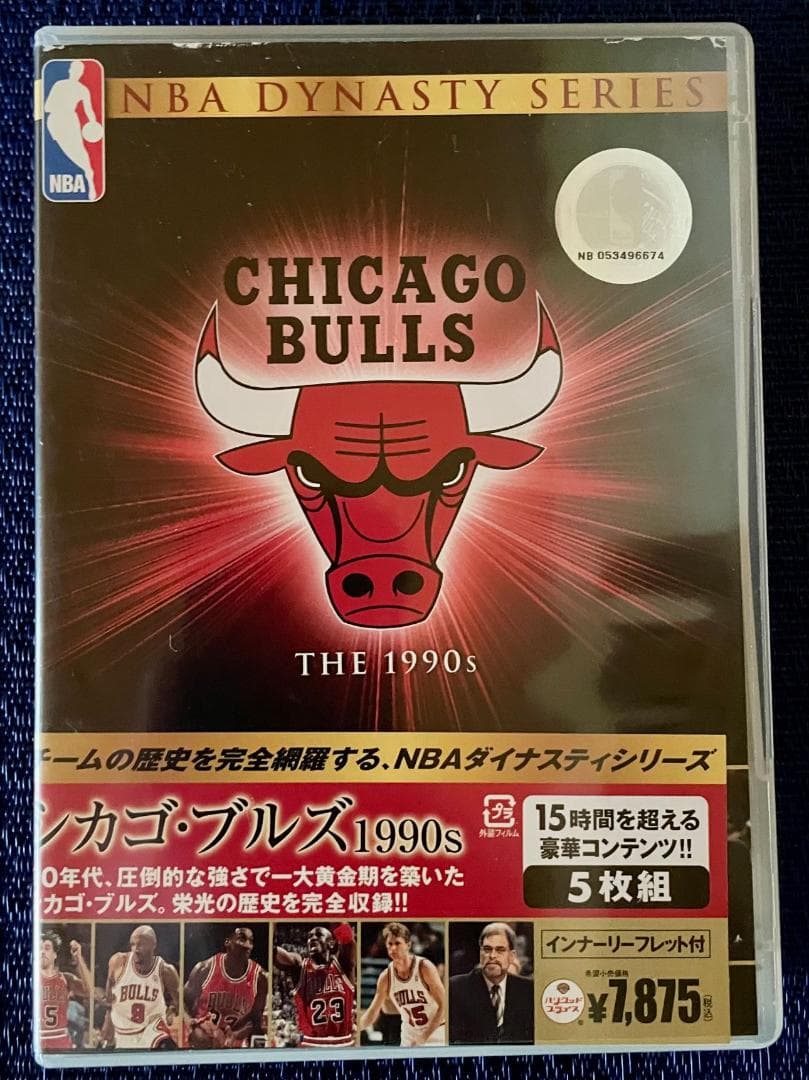 NBA DYNASTY SERIES
NBA
NB 053496674
CHICAGO
BULLS
THE 1990s
チームの歴史を完全網羅する、NBAダイナスティシリーズ
シカゴ・ブルズ1990s
0年代、圧倒的な強さで一大黄金期を築いた
カゴ・ブルズ。栄光の歴史を完全収録!!
プラ
外装フィルム
15時間を超える
豪華コンテンツ!!
5枚組
インナーリーフレット付
希望小売価格
ハリウッド
プライス
¥7,875(税込)
5
BULLS
9
BULLS
23
BULLS
23
BULLS
15